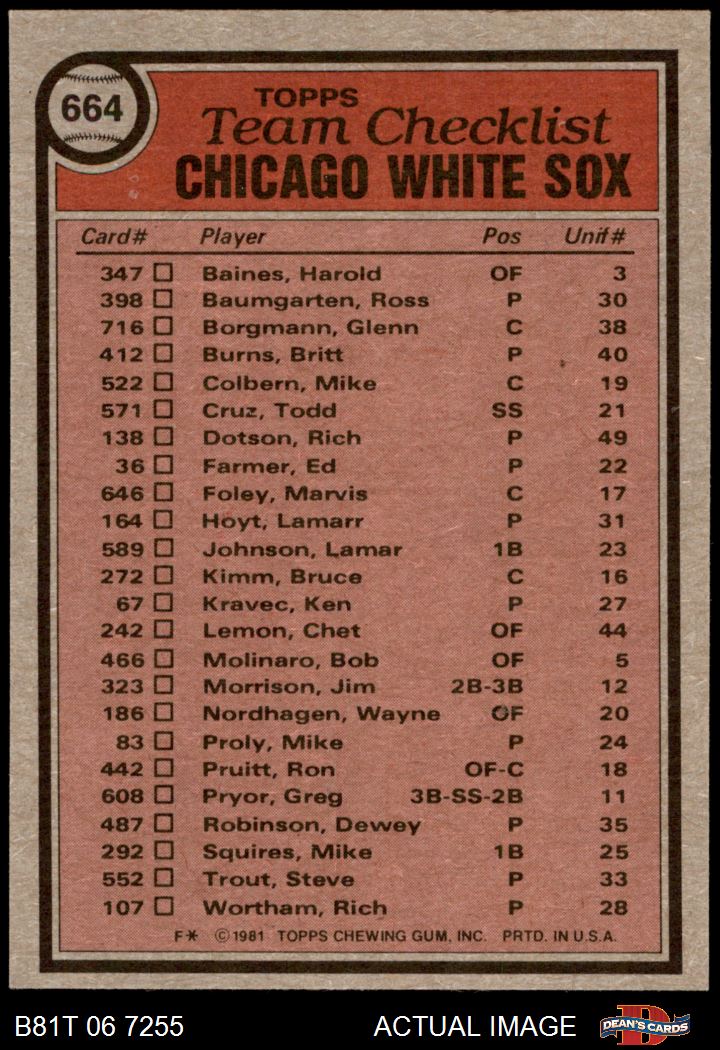 664
TOPPS
Team Checklist
CHICAGO WHITE SOX
Card# Player Pos Unif#
347 Baines, Harold OF 3
398 Baumgarten, Ross P 30
716 Borgmann, Glenn C 38
412 Burns, Britt P 40
522 Colbern, Mike C 19
571 Cruz, Todd SS 21
138 Dotson, Rich P 49
36 Farmer, Ed P 22
646 Foley, Marvis C 17
164 Hoyt, Lamarr P 31
589 Johnson, Lamar 1B 23
272 Kimm, Bruce C 16
67 Kravec, Ken P 27
242 Lemon, Chet OF 44
466 Molinaro, Bob OF 5
323 Morrison, Jim 2B-3B 12
186 Nordhagen, Wayne OF 20
83 Proly, Mike P 24
442 Pruitt, Ron OF-C 18
608 Pryor, Greg 3B-SS-2B 11
487 Robinson, Dewey P 35
292 Squires, Mike 1B 25
552 Trout, Steve P 33
107 Wortham, Rich P 28
F* ©1981 TOPPS CHEWING GUM, INC. PRTD. IN U.S.A.
B81T 06 7255 ACTUAL IMAGE D DEAN'S CARDS